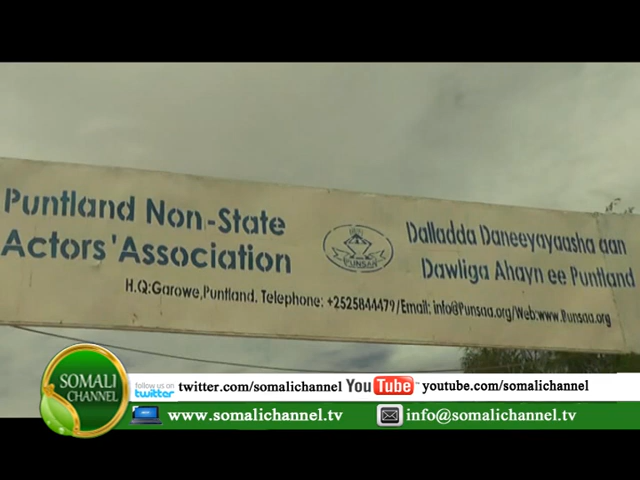 Puntland Non-State
Actors' Association
PUNSAA
Dalladda Daneeyayaasha aan
Dawliga Ahayn ee Puntland
H.Q:Garowe,Puntland. Telephone: +2525844479/Email: info@Punsaa.org/Web:www.Punsaa.org
SOMALI
CHANNEL
follow us on
twitter
twitter.com/somalichannel
YouTube
youtube.com/somalichannel
www.somalichannel.tv
info@somalichannel.tv